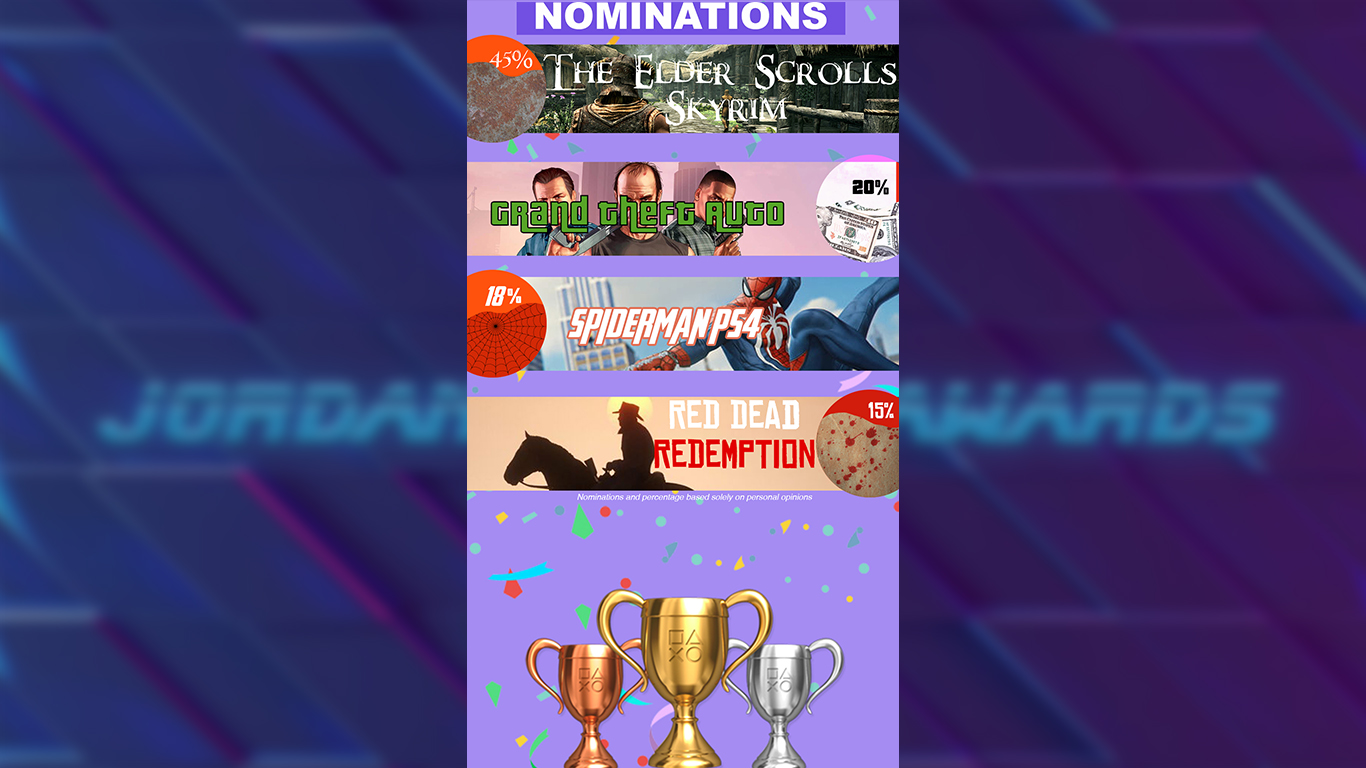 NOMINATIONS
45%
The Elder Scrolls
Skyrim
20%
Grand Theft Auto
18%
SPIDERMAN PS4
RED DEAD
15%
REDEMPTION
Nominations and percentage based solely on personal opinions
JORDAN
AWARDS